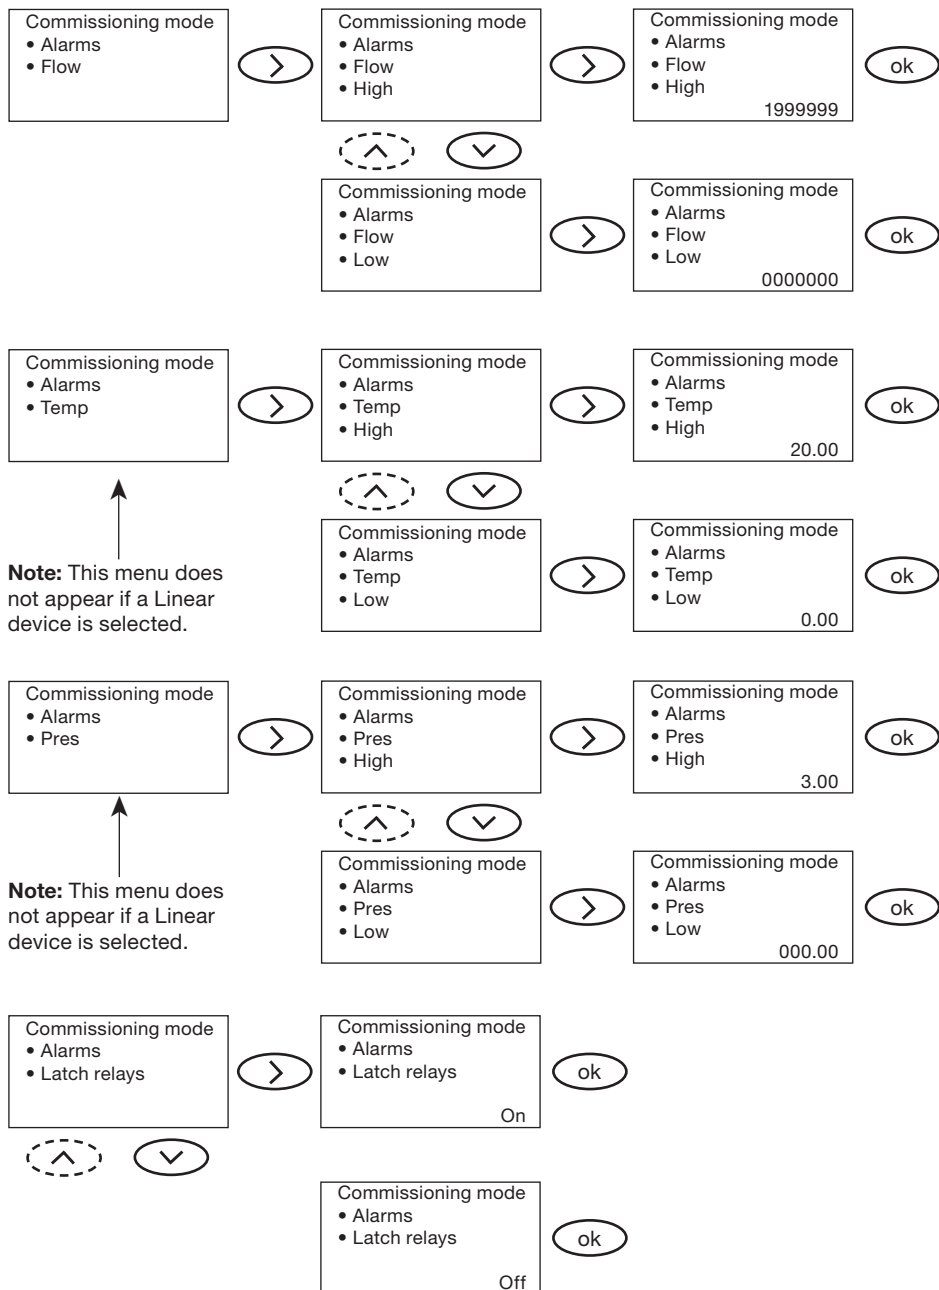 Commissioning mode
• Alarms
• Flow
Commissioning mode
• Alarms
• Flow
• High
Commissioning mode
• Alarms
• Flow
• High
1999999
ok
Commissioning mode
• Alarms
• Flow
• Low
Commissioning mode
• Alarms
• Flow
• Low
0000000
ok
Commissioning mode
• Alarms
• Temp
Commissioning mode
• Alarms
• Temp
• High
Commissioning mode
• Alarms
• Temp
• High
20.00
ok
Note: This menu does
not appear if a Linear
device is selected.
Commissioning mode
• Alarms
• Temp
• Low
Commissioning mode
• Alarms
• Temp
• Low
0.00
ok
Commissioning mode
• Alarms
• Pres
Commissioning mode
• Alarms
• Pres
• High
Commissioning mode
• Alarms
• Pres
• High
3.00
ok
Note: This menu does
not appear if a Linear
device is selected.
Commissioning mode
• Alarms
• Pres
• Low
Commissioning mode
• Alarms
• Pres
• Low
000.00
ok
Commissioning mode
• Alarms
• Latch relays
Commissioning mode
• Alarms
• Latch relays
On
ok
Commissioning mode
• Alarms
• Latch relays
Off
ok